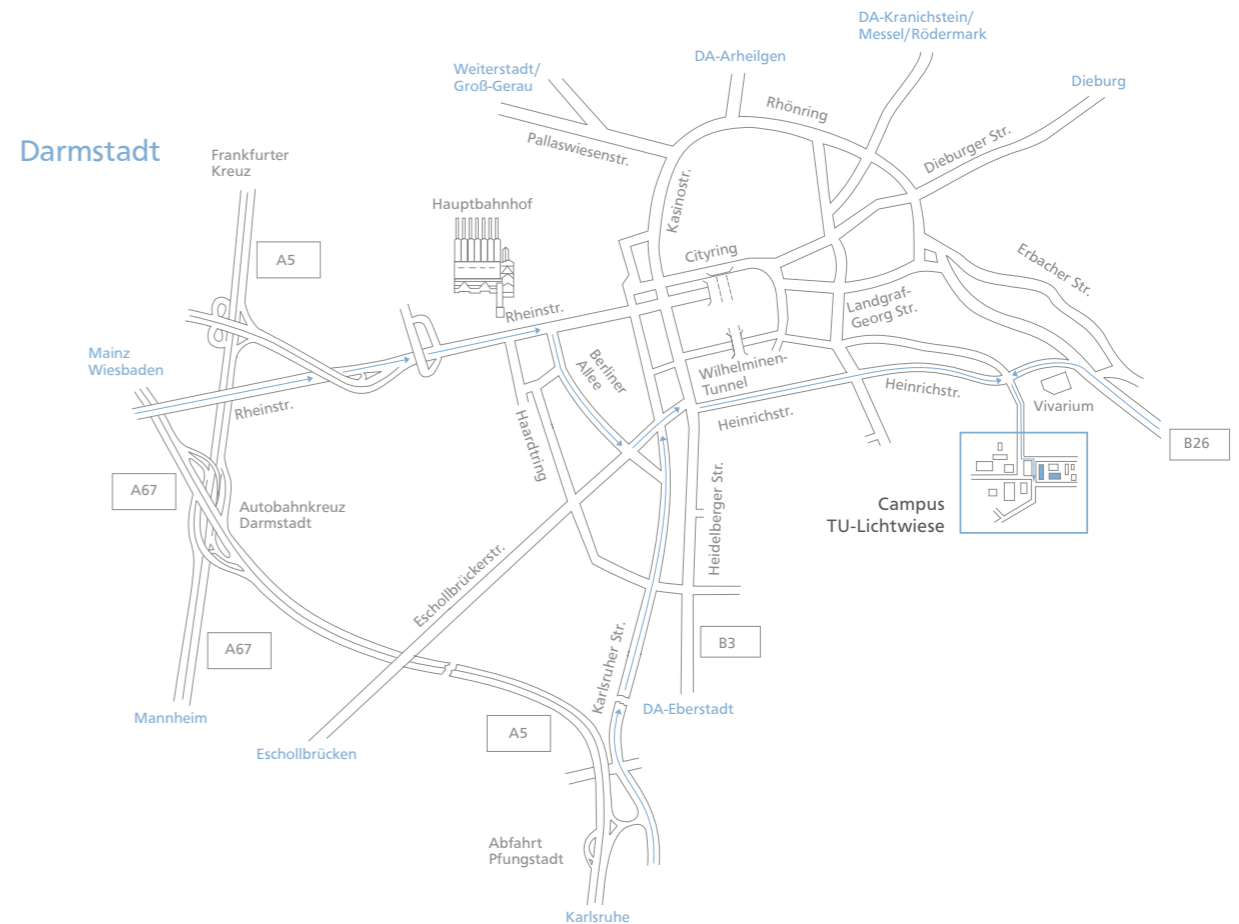 DA-Kranichstein/
Messel/Rödermark
DA-Arheilgen
Weiterstadt/
Groß-Gerau
Dieburg
Rhönring
Pallaswiesenstr.
Dieburger Str.
Darmstadt
Frankfurter
Kreuz
Hauptbahnhof
Kasinostr.
A5
Cityring
Erbacher Str.
Landgraf-
Georg Str.
Rheinstr.
Mainz
Wiesbaden
Berliner
Allee
Wilhelminen-
Tunnel
Rheinstr.
Heinrichstr.
Heinrichstr.
Vivarium
Haardtring
B26
A67
Autobahnkreuz
Darmstadt
Heidelberger Str.
Campus
TU-Lichtwiese
Eschollbrückerstr.
A67
Karlsruher Str.
B3
Mannheim
DA-Eberstadt
A5
Eschollbrücken
Abfahrt
Pfungstadt
Karlsruhe